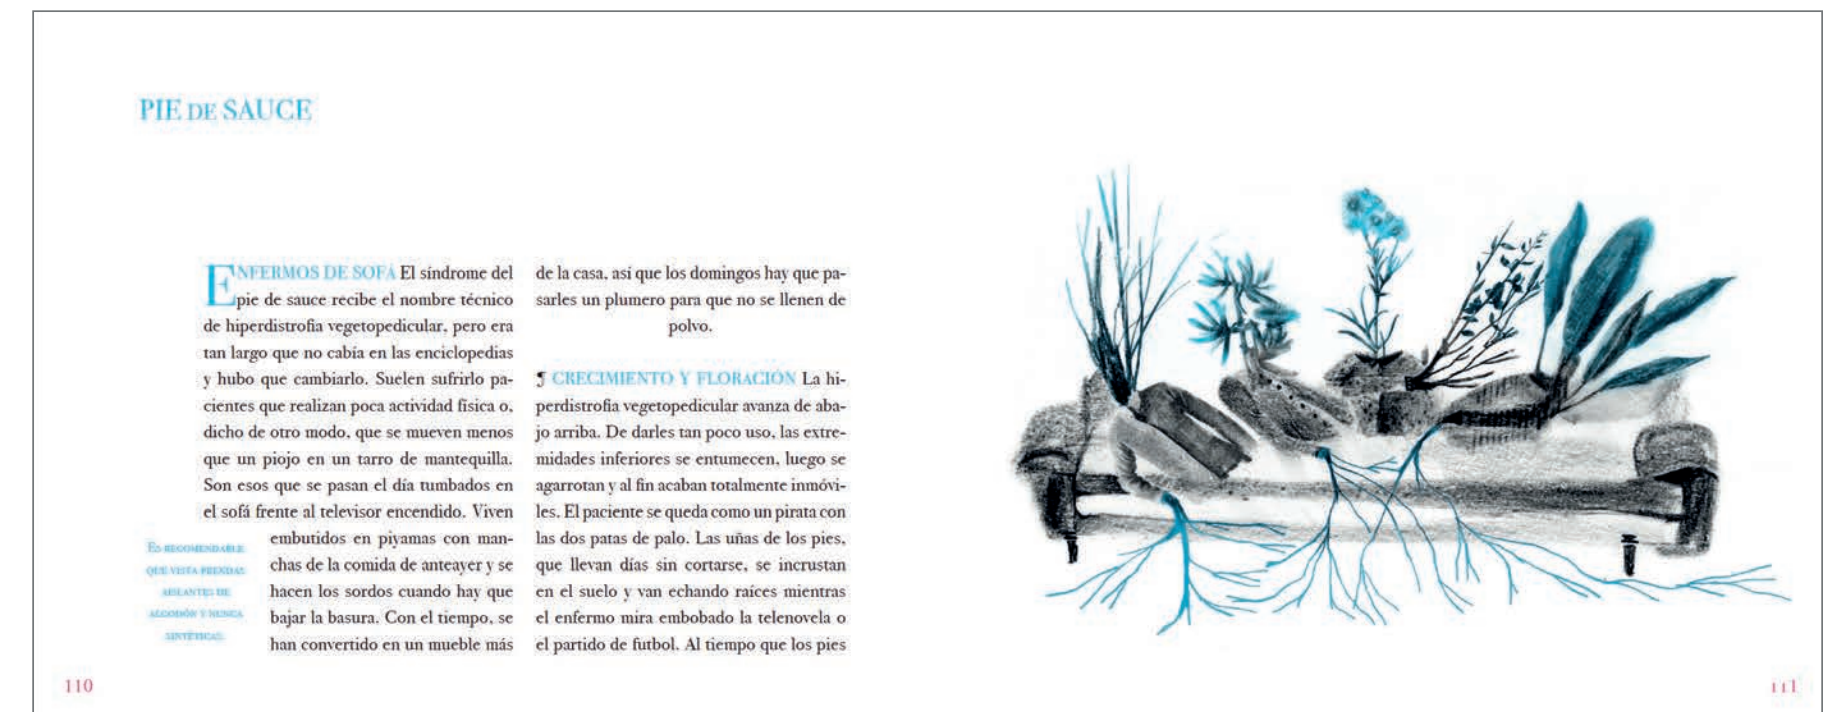 PIE DE SAUCE
ENFERMOS DE SOFÁ El síndrome del
pie de sauce recibe el nombre técnico
de hiperdistrofia vegetopedicular, pero era
tan largo que no cabía en las enciclopedias
y hubo que cambiarlo. Suelen sufrirlo pa-
cientes que realizan poca actividad física o,
dicho de otro modo, que se mueven menos
que un piojo en un tarro de mantequilla.
Son esos que se pasan el día tumbados en
el sofá frente al televisor encendido. Viven
embutidos en piyamas con man-
chas de la comida de anteayer y se
hacen los sordos cuando hay que
bajar la basura. Con el tiempo, se
han convertido en un mueble más
ES RECOMENDABLE
QUE VISTA PRENDAS
AISLANTES DE
ALGODÓN Y NUNCA
SINTÉTICAS.
de la casa, así que los domingos hay que pa-
sarles un plumero para que no se llenen de
polvo.
¶ CRECIMIENTO Y FLORACIÓN La hi-
perdistrofia vegetopedicular avanza de aba-
jo arriba. De darles tan poco uso, las extre-
midades inferiores se entumecen, luego se
agarrotan y al fin acaban totalmente inmóvi-
les. El paciente se queda como un pirata con
las dos patas de palo. Las uñas de los pies,
que llevan días sin cortarse, se incrustan
en el suelo y van echando raíces mientras
el enfermo mira embobado la telenovela o
el partido de futbol. Al tiempo que los pies
110
111